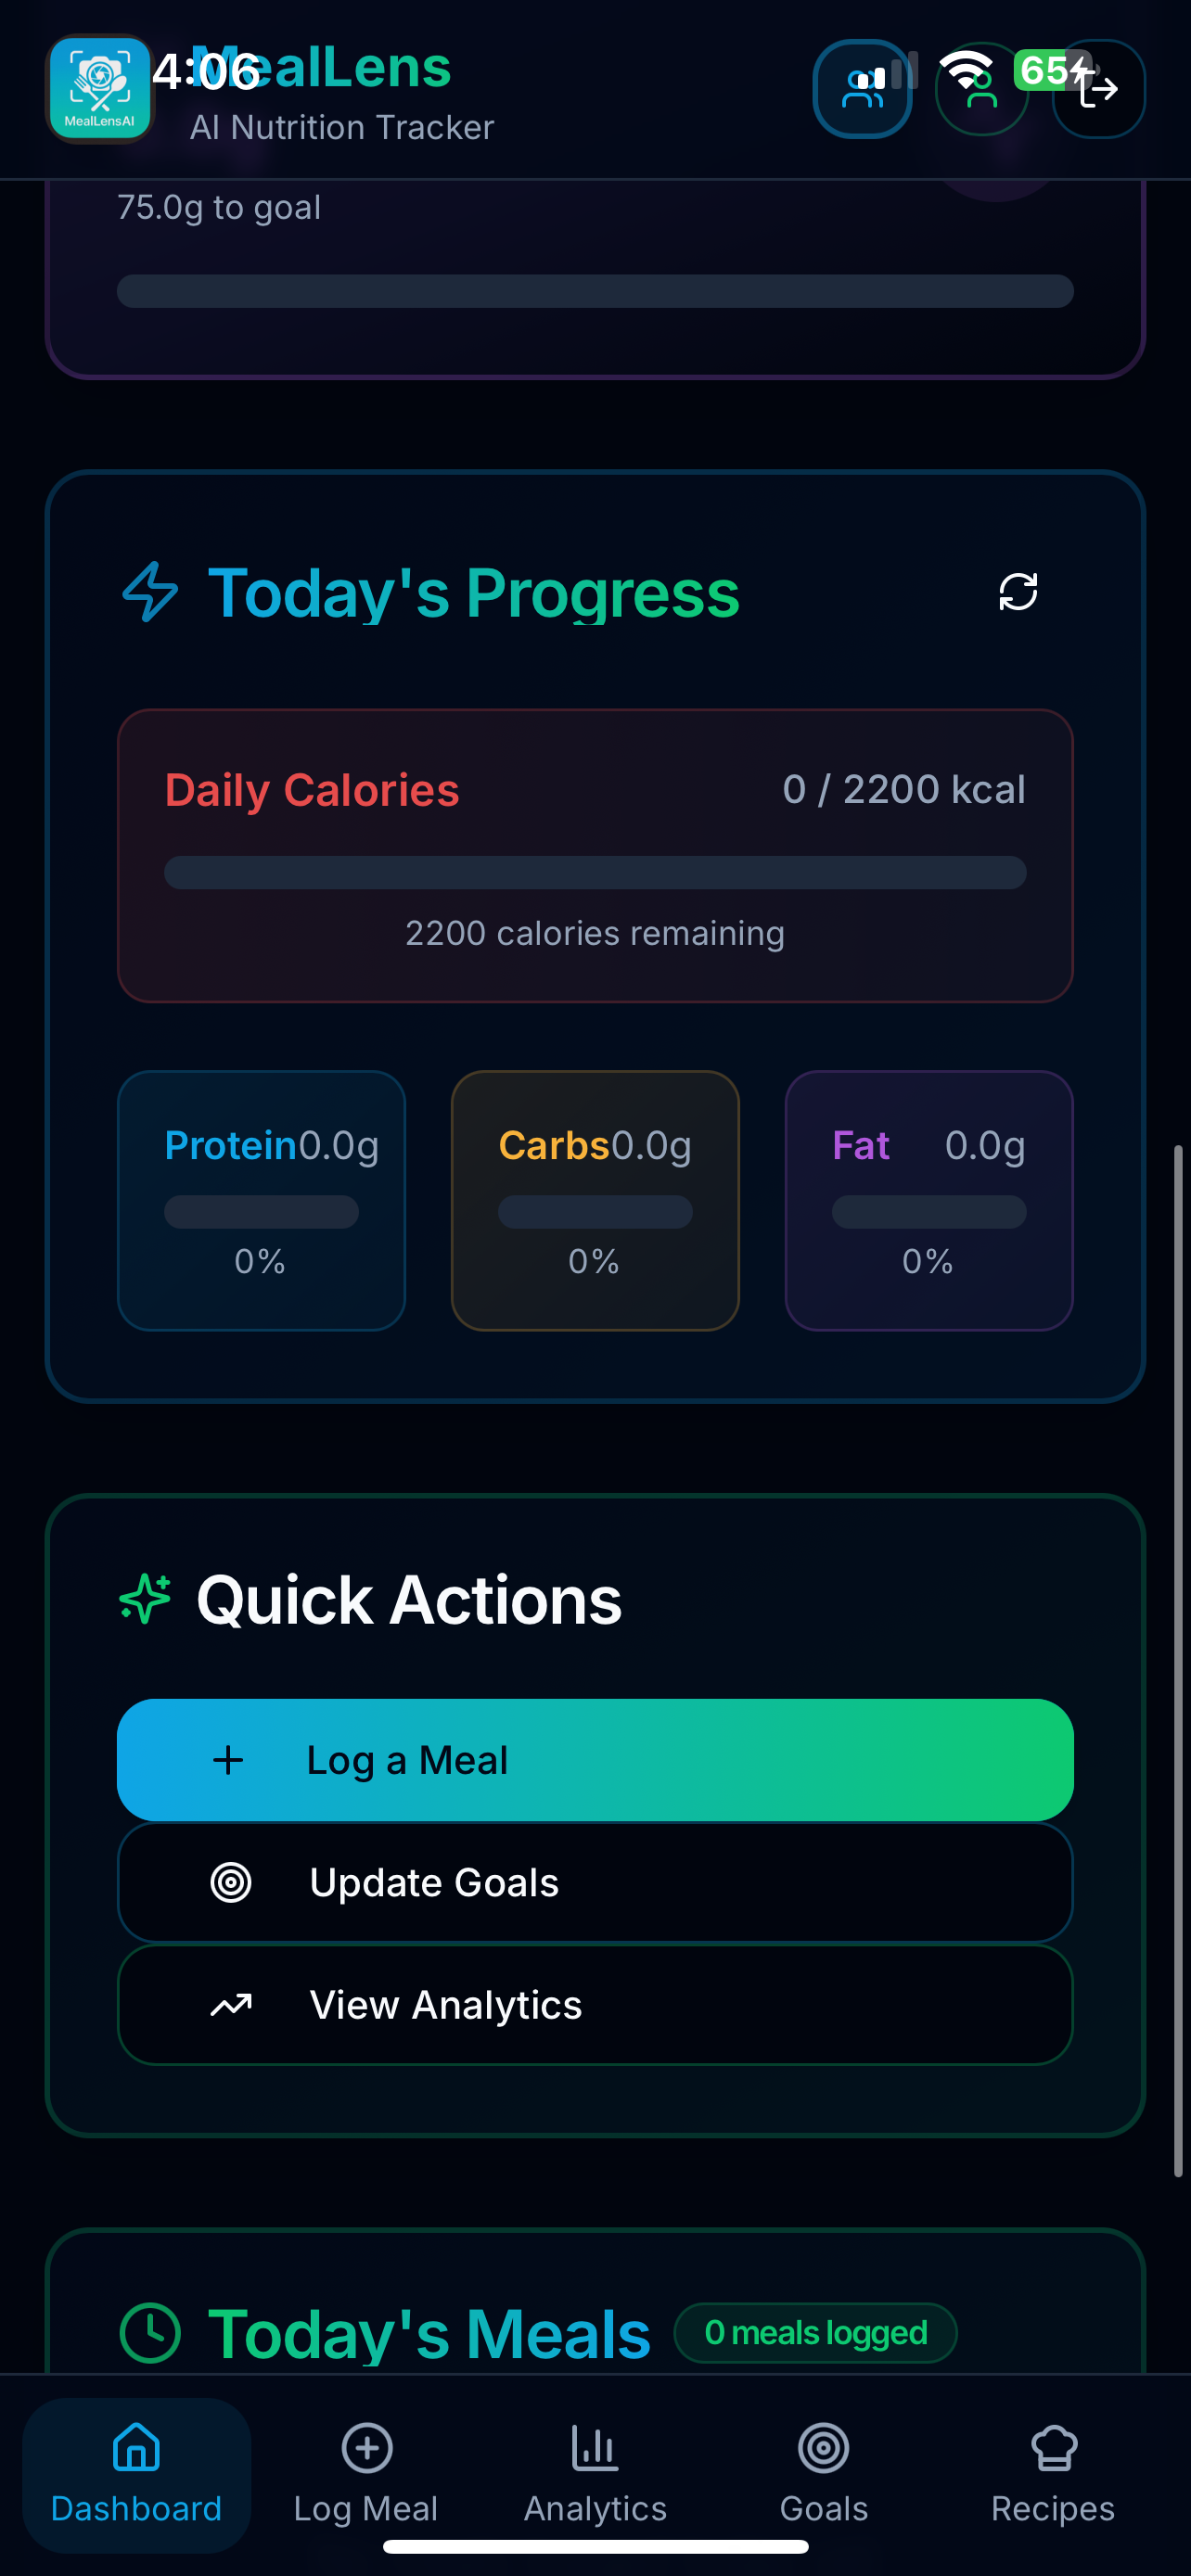 4:06
MealLens
65
MealLensAI
AI Nutrition Tracker
75.0g to goal
Today's Progress
Daily Calories 0 / 2200 kcal
2200 calories remaining
Protein 0.0g Carbs 0.0g Fat 0.0g
0% 0% 0%
Quick Actions
Log a Meal
Update Goals
View Analytics
Today's Meals 0 meals logged
Dashboard Log Meal Analytics Goals Recipes